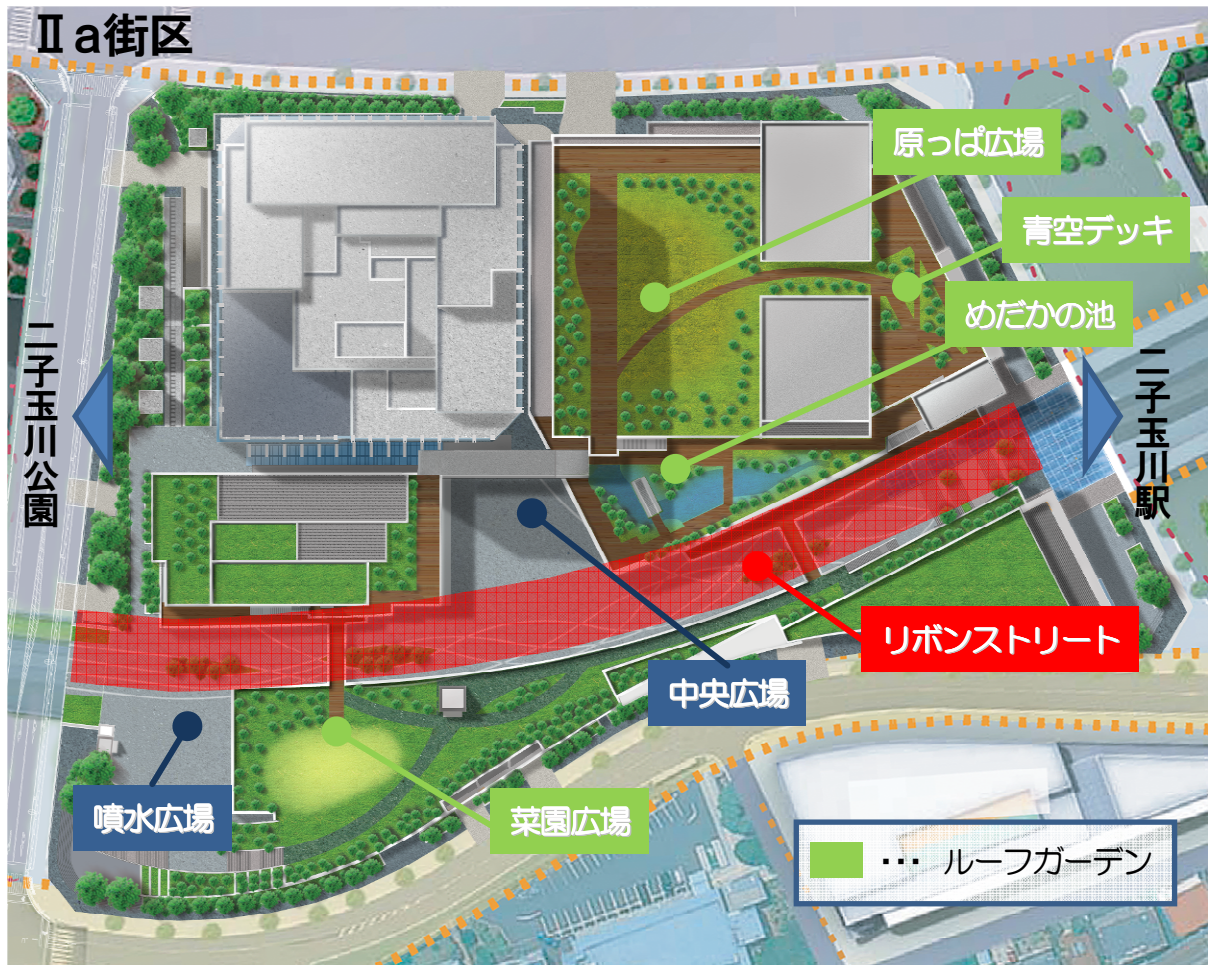 Ⅱa街区
原っぱ広場
青空デッキ
めだかの池
二子玉川公園
二子玉川駅
リボンストリート
中央広場
噴水広場
菜園広場
・・・ ルーフガーデン